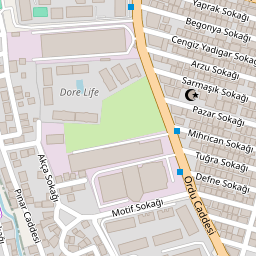 Yaprak Sokağı
Begonya Sokağı
Cengiz Yadigar Sokağı
Arzu Sokağı
Sarmaşık Sokağı
Dore Life
Pazar Sokağı
Mihrican Sokağı
Tuğra Sokağı
Akça Sokağı
Defne Sokağı
Pınar Caddesi
Motif Sokağı
Ordu Caddesi